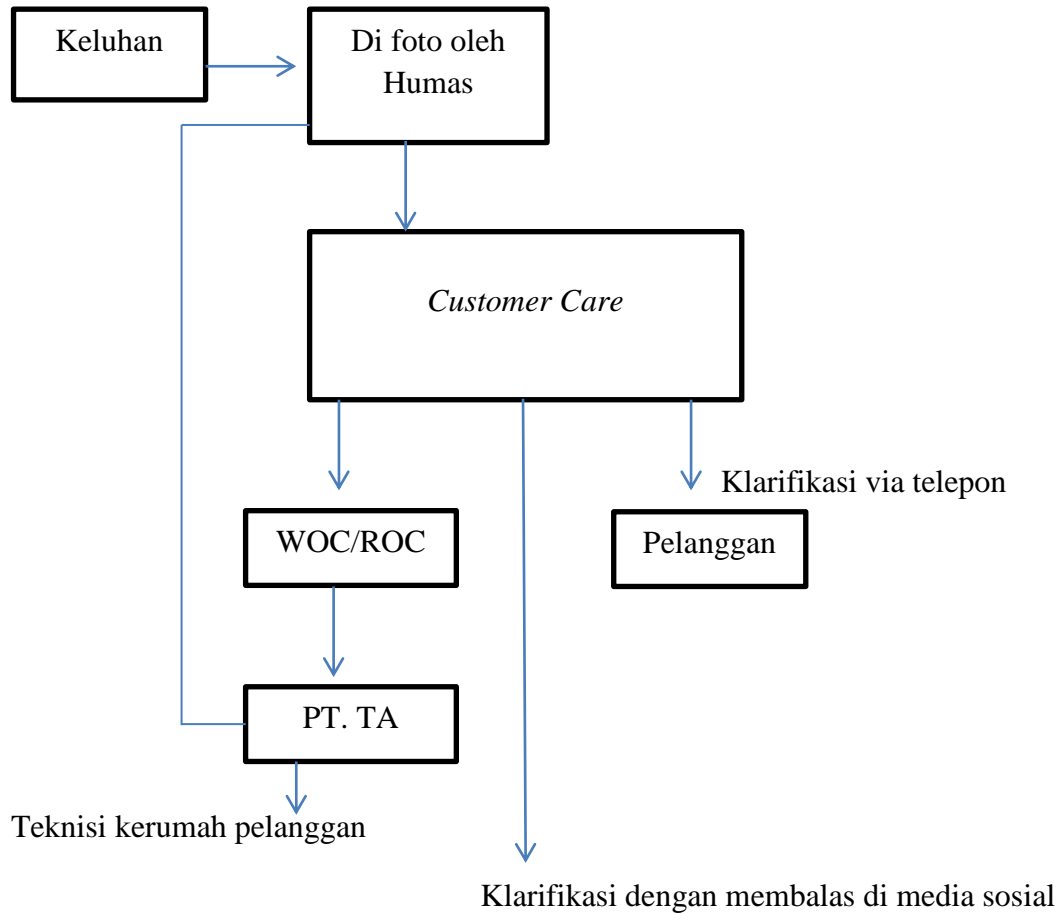 Keluhan
Di foto oleh
Humas
Customer Care
Klarifikasi via telepon
WOC/ROC
Pelanggan
PT. TA
Teknisi kerumah pelanggan
Klarifikasi dengan membalas di media sosial